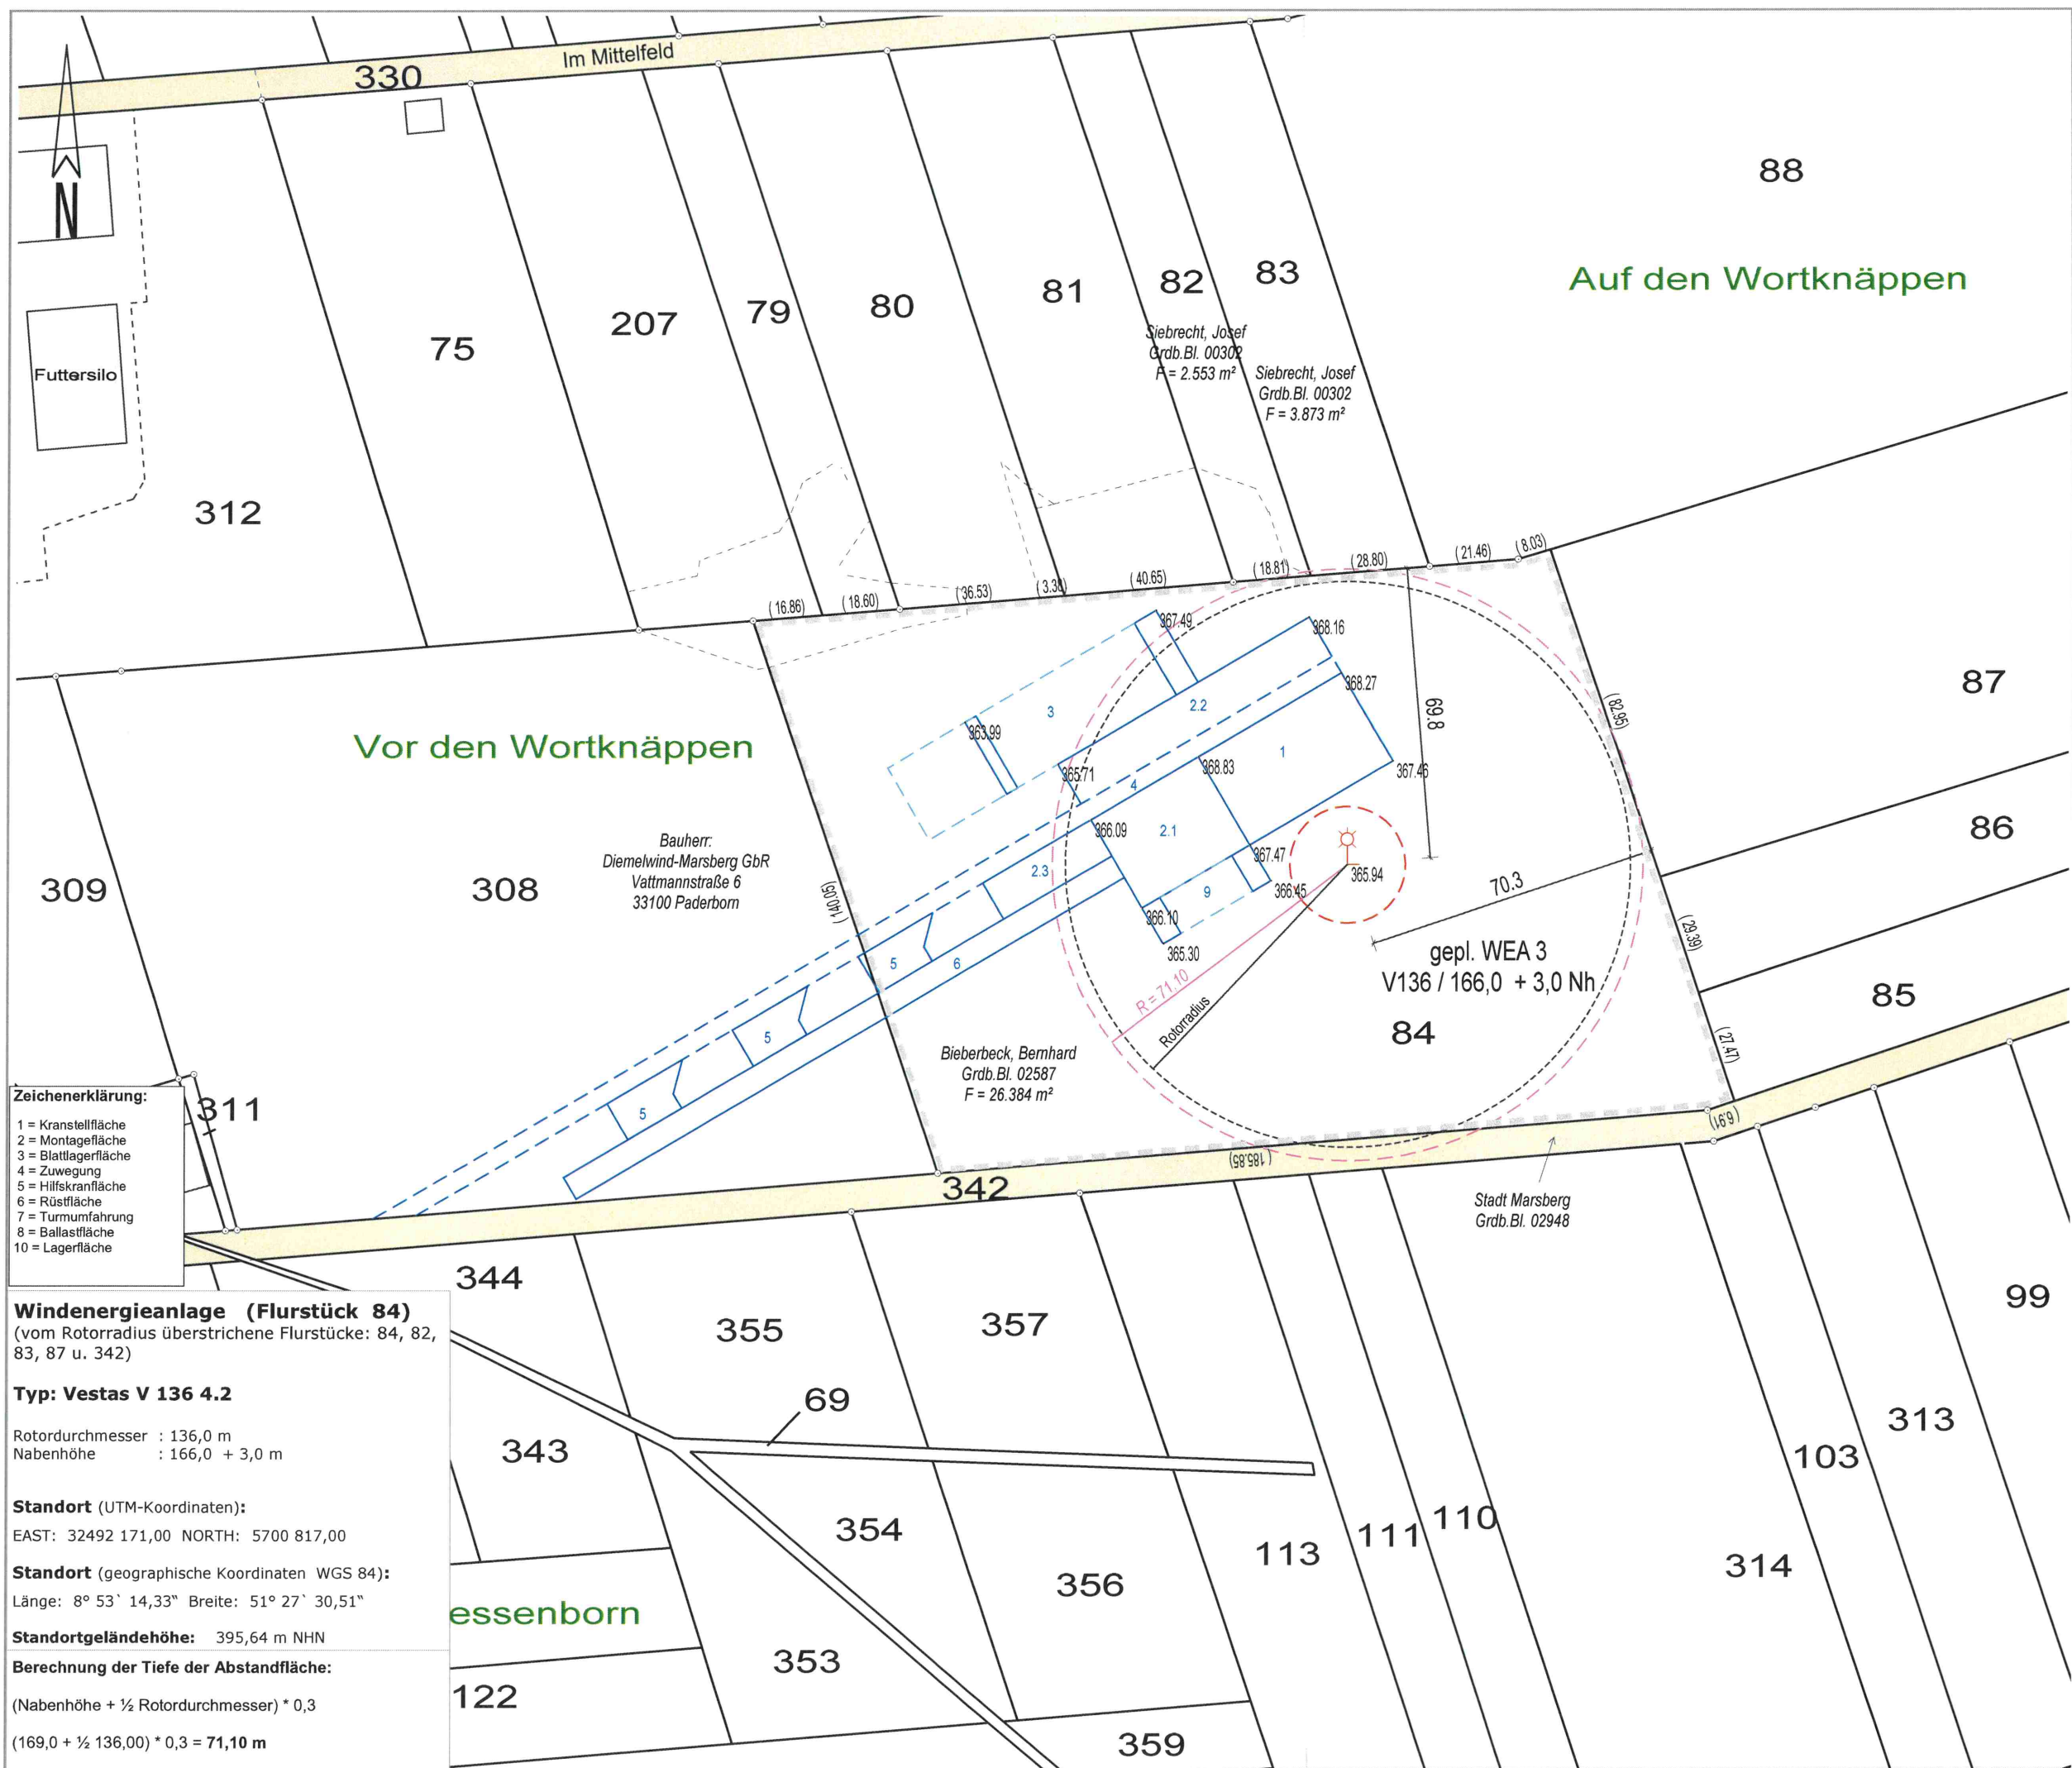 Im Mittelfeld
330
N
88
Auf den Wortknäppen
83
82
81
80
79
207
75
Futtersilo
312
Siebrecht, Josef
Grdb.Bl. 00302
F = 2.553 m²
Siebrecht, Josef
Grdb.Bl. 00302
F = 3.873 m²
( 16.86)
( 18.60)
( 36.53)
( 3.38)
( 40.65)
( 18.81)
( 28.80)
( 21.46)
( 8.03)
367.49
368.16
368.27
87
( 82.95)
69.8
3
2.2
363.99
Vor den Wortknäppen
365.71
368.83
1
367.46
4
86
Bauherr:
Diemelwind-Marsberg GbR
Vattmannstraße 6
33100 Paderborn
366.09
2.1
2.3
367.47
365.94
309
308
( 140.05)
366.45
9
70.3
366.10
365.30
( 29.39)
gepl. WEA 3
V136 / 166,0 + 3,0 Nh
5
6
R = 71.10
Rotorradius
85
84
5
( 27.47)
Bieberbeck, Bernhard
Grdb.Bl. 02587
F = 26.384 m²
5
311
( 6.91)
( 185.85)
342
Stadt Marsberg
Grdb.Bl. 02948
Zeichenerklärung:
1 = Kranstellfläche
2 = Montagefläche
3 = Blattlagerfläche
4 = Zuwegung
5 = Hilfskranfläche
6 = Rüstfläche
7 = Turmumfahrung
8 = Ballastfläche
10 = Lagerfläche
344
355
357
99
69
343
313
103
354
113
111
110
314
356
essenborn
353
122
359
Windenergieanlage (Flurstück 84)
(vom Rotorradius überstrichene Flurstücke: 84, 82,
83, 87 u. 342)
Typ: Vestas V 136 4.2
Rotordurchmesser : 136,0 m
Nabenhöhe : 166,0 + 3,0 m
Standort (UTM-Koordinaten):
EAST: 32492 171,00 NORTH: 5700 817,00
Standort (geographische Koordinaten WGS 84):
Länge: 8° 53` 14,33" Breite: 51° 27` 30,51"
Standortgeländehöhe: 395,64 m NHN
Berechnung der Tiefe der Abstandfläche:
(Nabenhöhe + ½ Rotordurchmesser) * 0,3
(169,0 + ½ 136,00) * 0,3 = 71,10 m